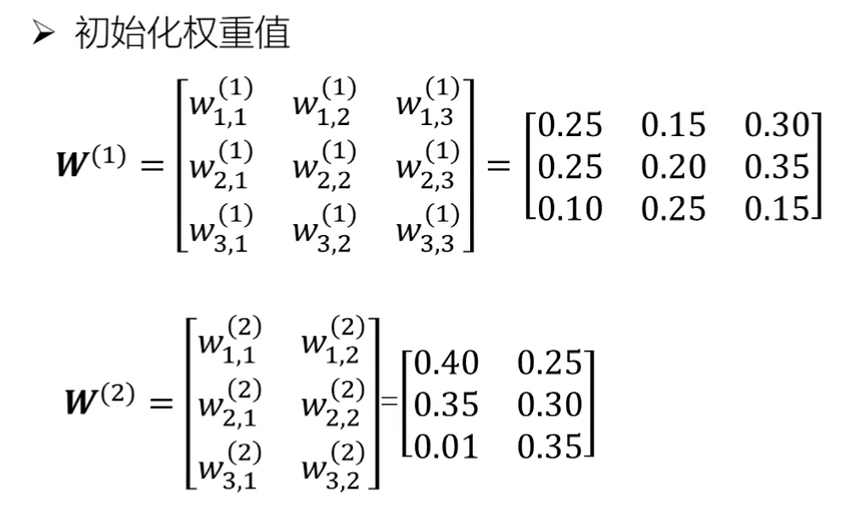 ➢ 初始化权重值
$\boldsymbol{W}^{(1)} = \begin{bmatrix} w_{1,1}^{(1)} & w_{1,2}^{(1)} & w_{1,3}^{(1)} \\ w_{2,1}^{(1)} & w_{2,2}^{(1)} & w_{2,3}^{(1)} \\ w_{3,1}^{(1)} & w_{3,2}^{(1)} & w_{3,3}^{(1)} \end{bmatrix} = \begin{bmatrix} 0.25 & 0.15 & 0.30 \\ 0.25 & 0.20 & 0.35 \\ 0.10 & 0.25 & 0.15 \end{bmatrix}$
$\boldsymbol{W}^{(2)} = \begin{bmatrix} w_{1,1}^{(2)} & w_{1,2}^{(2)} \\ w_{2,1}^{(2)} & w_{2,2}^{(2)} \\ w_{3,1}^{(2)} & w_{3,2}^{(2)} \end{bmatrix} = \begin{bmatrix} 0.40 & 0.25 \\ 0.35 & 0.30 \\ 0.01 & 0.35 \end{bmatrix}$